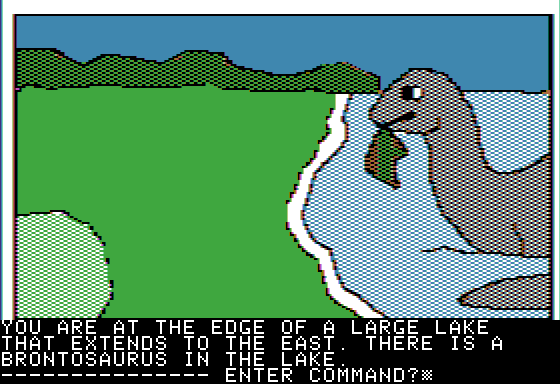 YOU ARE AT THE EDGE OF A LARGE LAKE
THAT EXTENDS TO THE EAST. THERE IS A
BRONTOSAURUS IN THE LAKE.
--------------- ENTER COMMAND?※